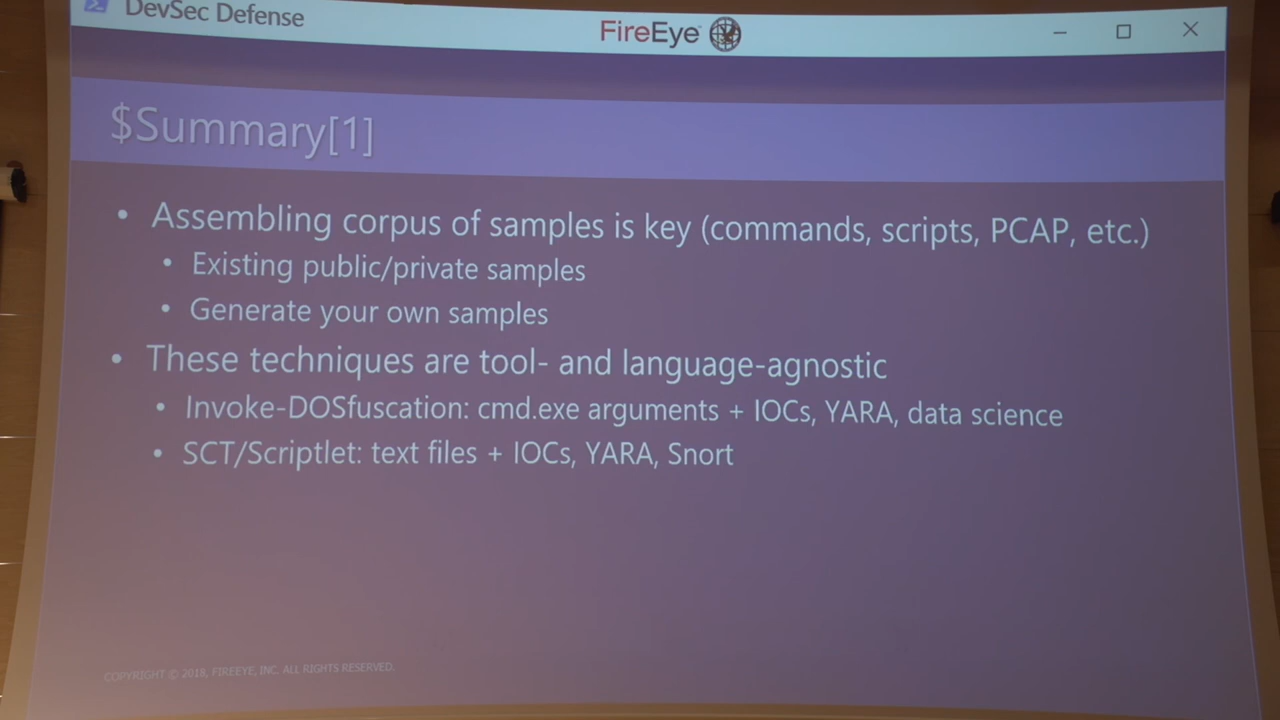 DevSec Defense
FireEye
$Summary[1]
• Assembling corpus of samples is key (commands, scripts, PCAP, etc.)
• Existing public/private samples
• Generate your own samples
• These techniques are tool- and language-agnostic
• Invoke-DOSfuscation: cmd.exe arguments + IOCs, YARA, data science
• SCT/Scriptlet: text files + IOCs, YARA, Snort
COPYRIGHT © 2018, FIREEYE, INC. ALL RIGHTS RESERVED.